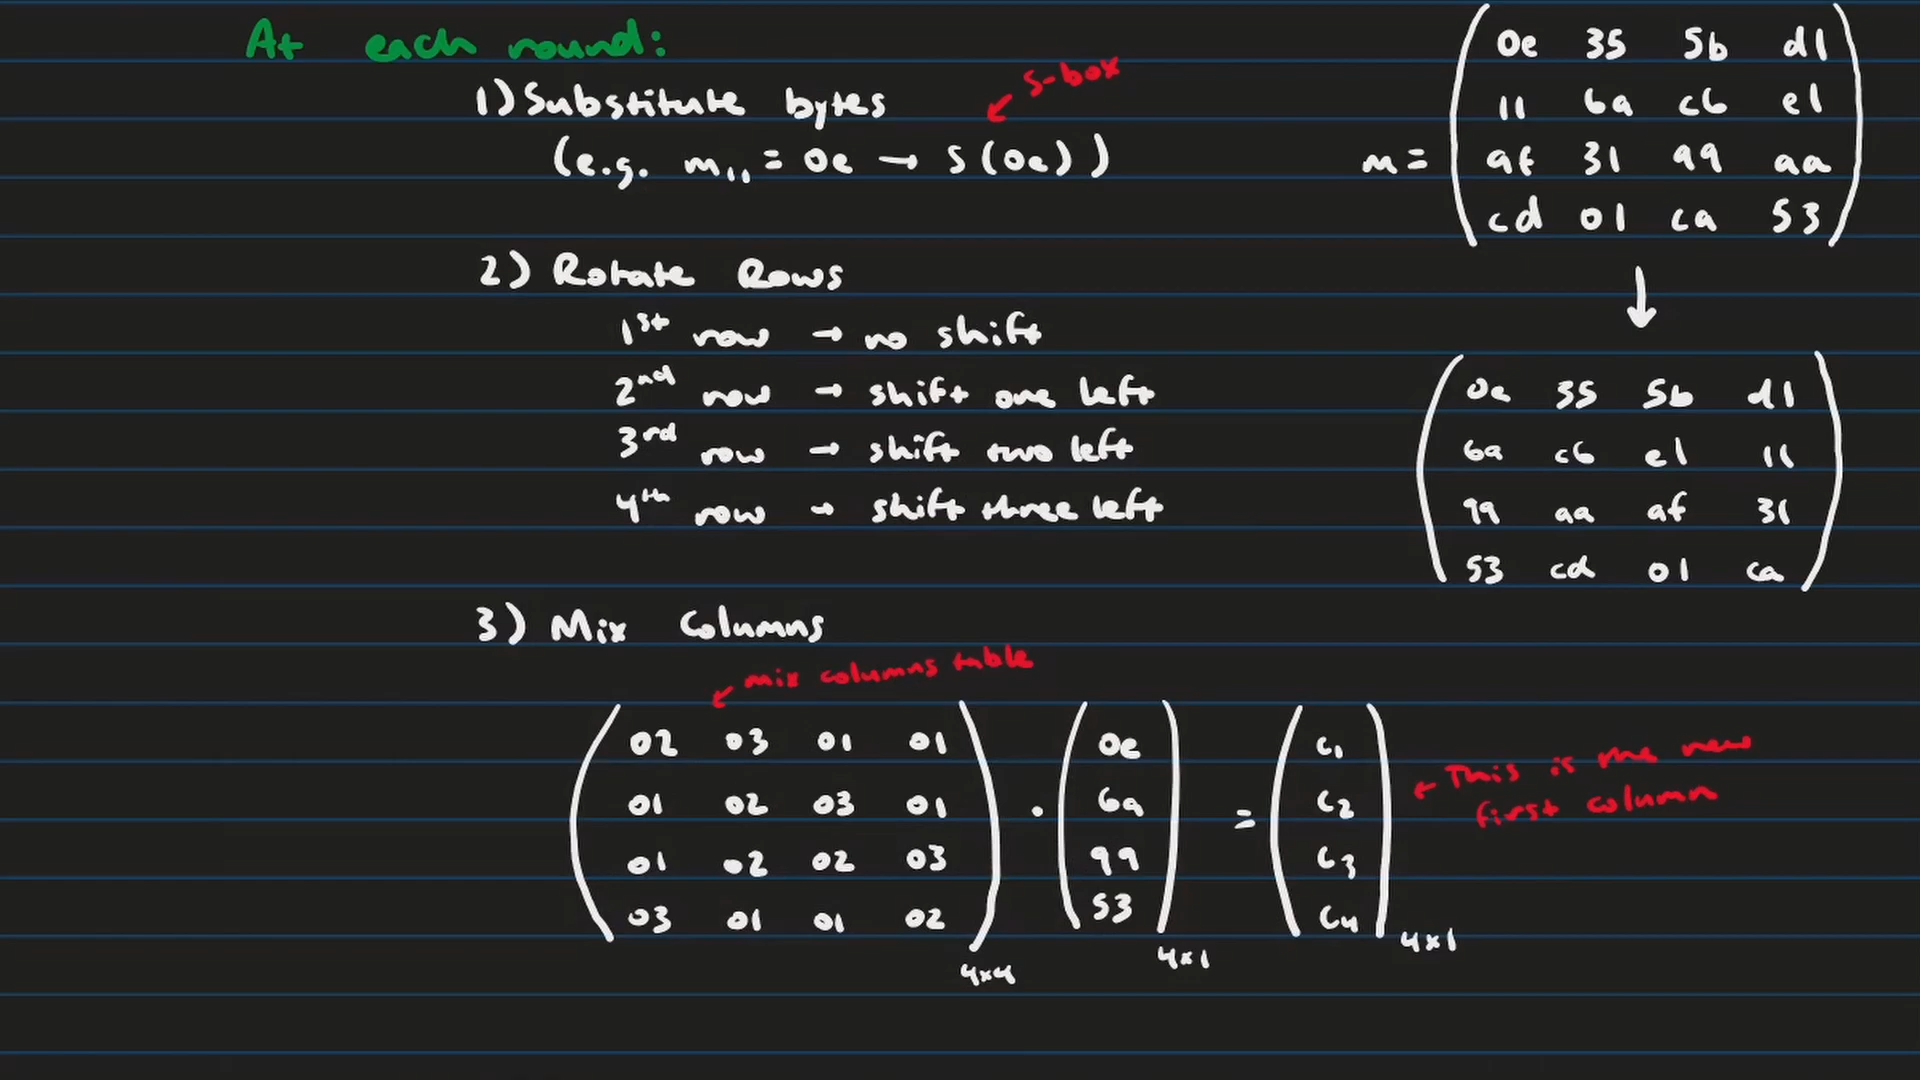 At each round:
1) Substitute bytes
S-box
(e.g. m₁₁ = 0e → S(0e))
m = 
0e 35 5b d1
11 6a c6 e1
af 31 99 aa
cd 01 ca 53
2) Rotate Rows
1st row → no shift
2nd row → shift one left
3rd row → shift two left
4th row → shift three left
0e 35 5b d1
6a c6 e1 11
99 aa af 31
53 cd 01 ca
3) Mix Columns
mix columns table
02 03 01 01
01 02 03 01
01 02 02 03
03 01 01 02
4x4
.
0e
6a
99
53
4x1
=
c₁
c₂
c₃
c₄
4x1
This is the new
first column